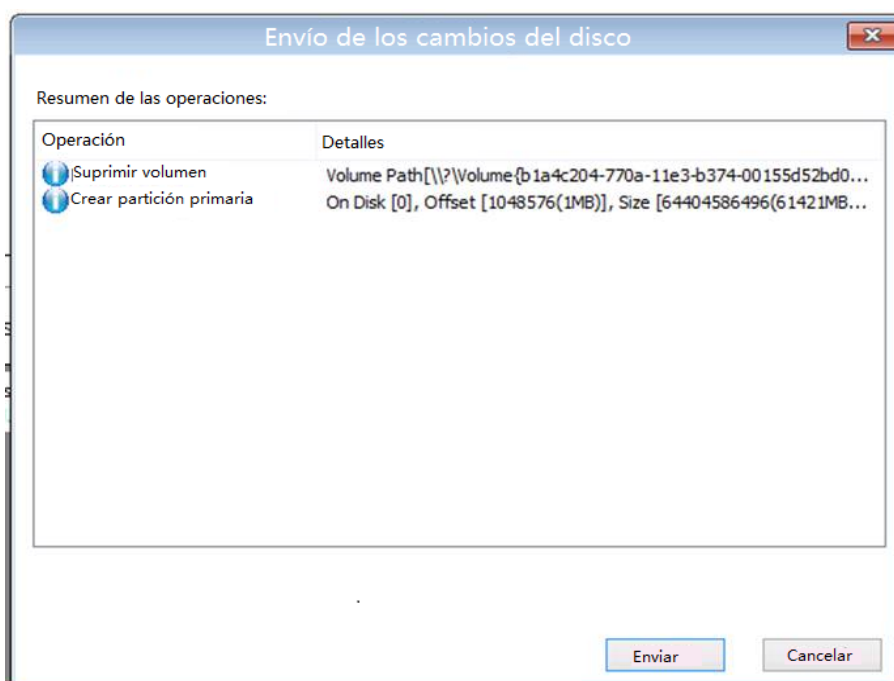 Envío de los cambios del disco
Resumen de las operaciones:
Operación Detalles
Suprimir volumen Volume Path[\\?\Volume{b1a4c204-770a-11e3-b374-00155d52bd0...
Crear partición primaria On Disk [0], Offset [1048576(1MB)], Size [64404586496(61421MB...
Enviar Cancelar